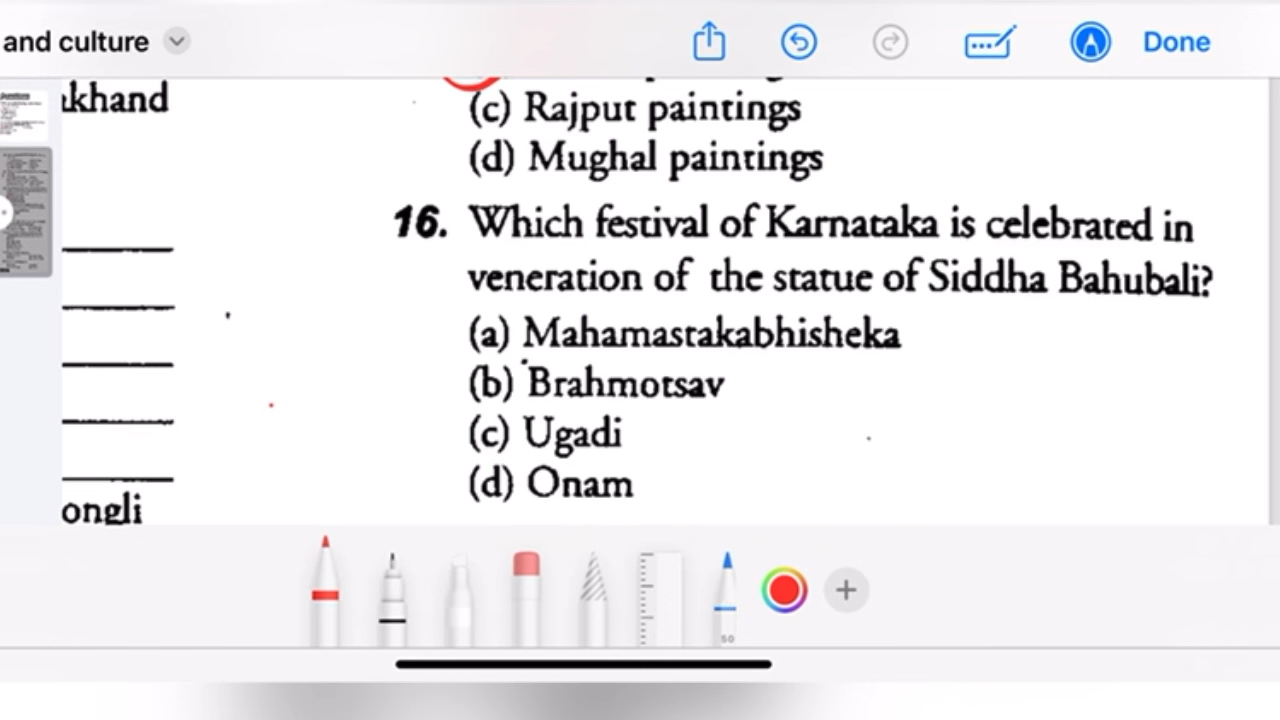 and culture
Done
khand
(c) Rajput paintings
(d) Mughal paintings
16. Which festival of Karnataka is celebrated in
veneration of the statue of Siddha Bahubali?
(a) Mahamastakabhisheka
(b) Brahmotsav
(c) Ugadi
(d) Onam
ongli
50